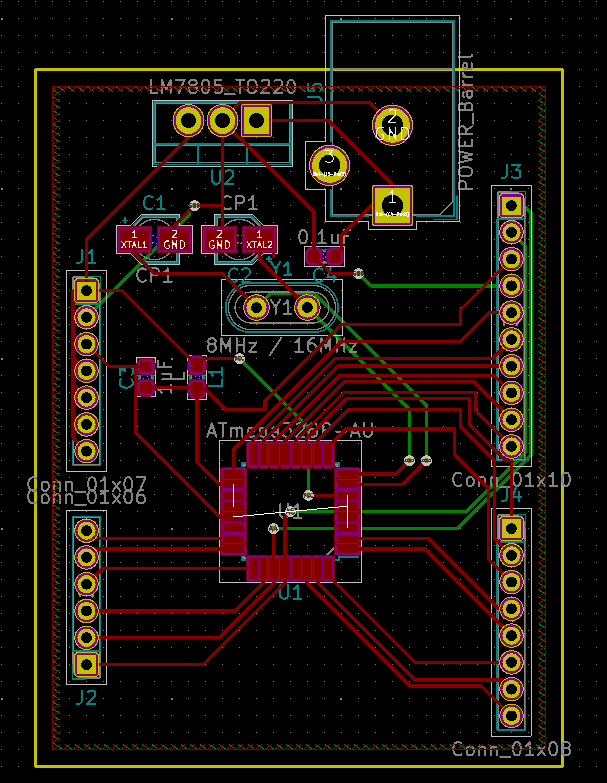 LM7805_TO220
J5
POWER_Barrel
2
GND
3
1
U2
J3
C1
CP1
1
XTAL1
2
GND
2
GND
1
XTAL2
0.1uF
J1
CP1
C2
Y1
C4
Y1
8MHz / 16MHz
C3
1uF
L
L1
ATmega328P-AU
Conn_01x07
Conn_01x06
Conn_01x10
J4
U1
U1
J2
Conn_01x08